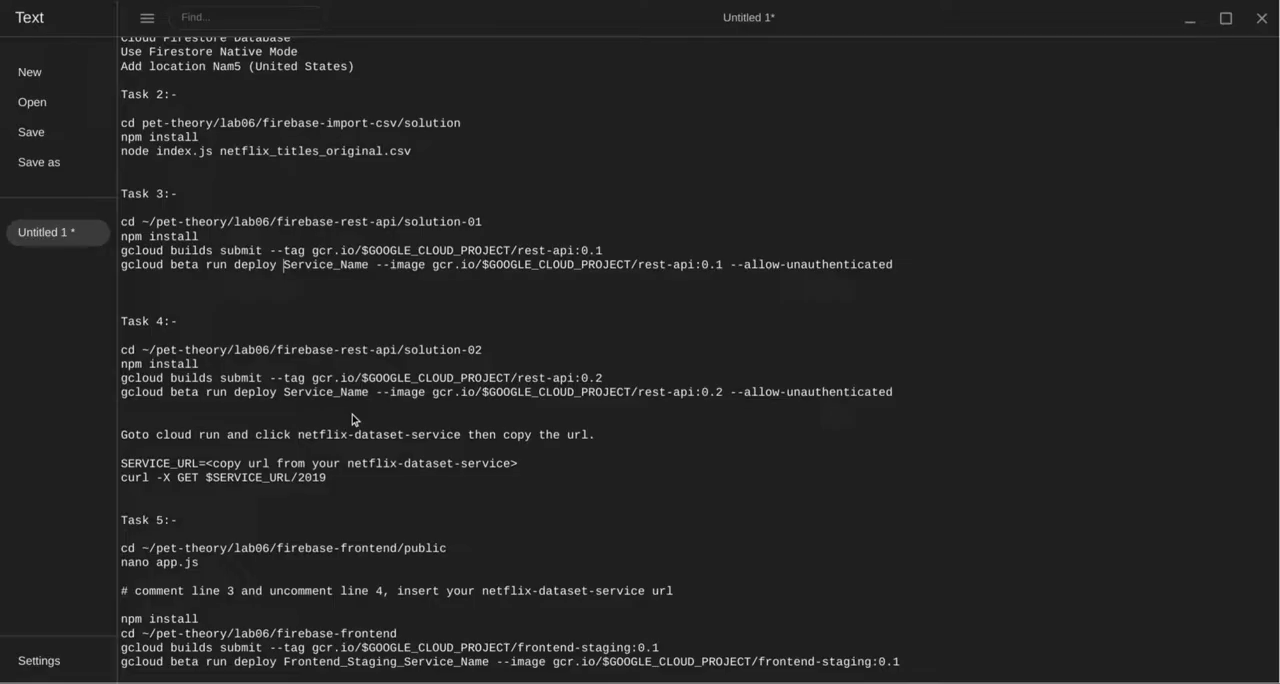 Text
Find...
Untitled 1*
New
Open
Save
Save as
Untitled 1 *
Settings
Cloud Firestore Database
Use Firestore Native Mode
Add location Nam5 (United States)
Task 2:-
cd pet-theory/lab06/firebase-import-csv/solution
npm install
node index.js netflix_titles_original.csv
Task 3:-
cd ~/pet-theory/lab06/firebase-rest-api/solution-01
npm install
gcloud builds submit --tag gcr.io/$GOOGLE_CLOUD_PROJECT/rest-api:0.1
gcloud beta run deploy Service_Name --image gcr.io/$GOOGLE_CLOUD_PROJECT/rest-api:0.1 --allow-unauthenticated
Task 4:-
cd ~/pet-theory/lab06/firebase-rest-api/solution-02
npm install
gcloud builds submit --tag gcr.io/$GOOGLE_CLOUD_PROJECT/rest-api:0.2
gcloud beta run deploy Service_Name --image gcr.io/$GOOGLE_CLOUD_PROJECT/rest-api:0.2 --allow-unauthenticated
Goto cloud run and click netflix-dataset-service then copy the url.
SERVICE_URL=<copy url from your netflix-dataset-service>
curl -X GET $SERVICE_URL/2019
Task 5:-
cd ~/pet-theory/lab06/firebase-frontend/public
nano app.js
# comment line 3 and uncomment line 4, insert your netflix-dataset-service url
npm install
cd ~/pet-theory/lab06/firebase-frontend
gcloud builds submit --tag gcr.io/$GOOGLE_CLOUD_PROJECT/frontend-staging:0.1
gcloud beta run deploy Frontend_Staging_Service_Name --image gcr.io/$GOOGLE_CLOUD_PROJECT/frontend-staging:0.1